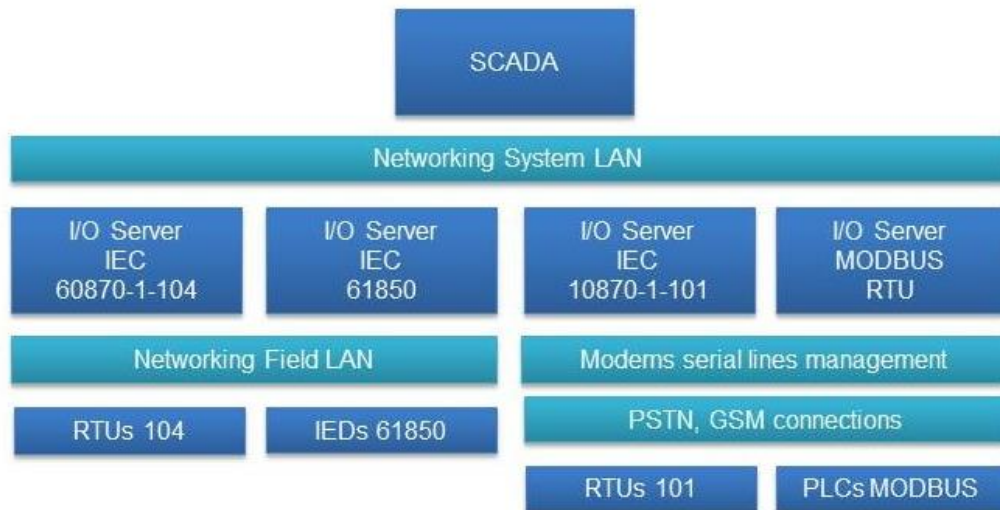 SCADA
Networking System LAN
I/O Server
IEC
60870-1-104
I/O Server
IEC
61850
I/O Server
IEC
10870-1-101
I/O Server
MODBUS
RTU
Networking Field LAN
Modems serial lines management
RTUs 104
IEDs 61850
PSTN, GSM connections
RTUs 101
PLCs MODBUS